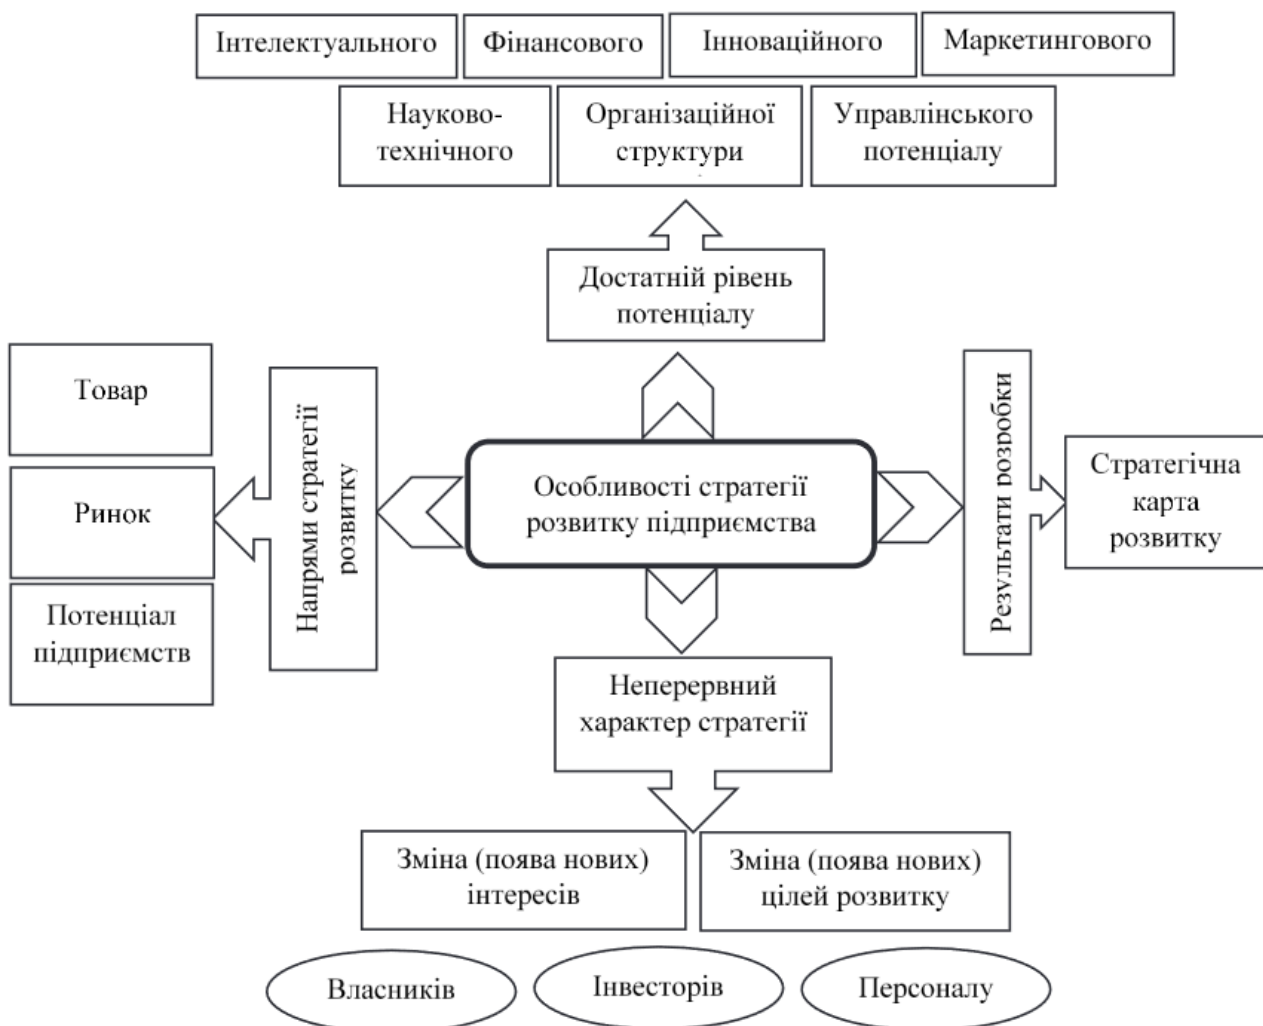 Інтелектуального
Фінансового
Інноваційного
Маркетингового
Науково-
технічного
Організаційної
структури
Управлінського
потенціалу
Достатній рівень
потенціалу
Товар
Ринок
Потенціал
підприємств
Напрями стратегії
розвитку
Особливості стратегії
розвитку підприємства
Результати розробки
Стратегічна
карта
розвитку
Неперервний
характер стратегії
Зміна (поява нових)
інтересів
Зміна (поява нових)
цілей розвитку
Власників
Інвесторів
Персоналу